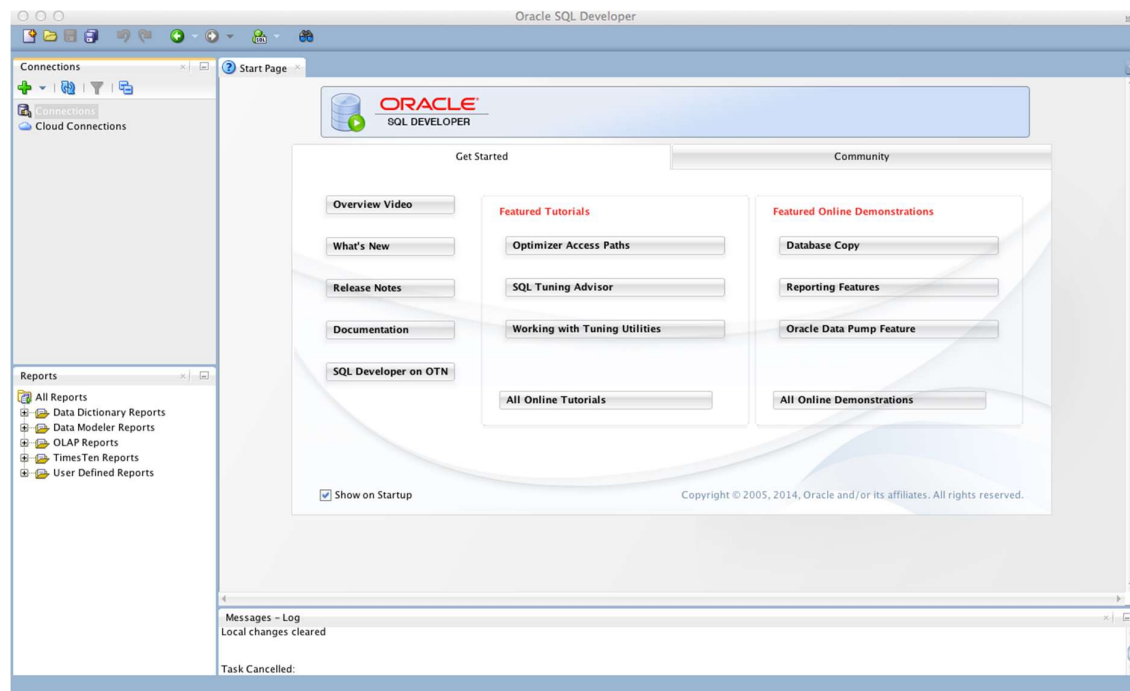 Oracle SQL Developer
Connections
Connections
Cloud Connections
Reports
All Reports
Data Dictionary Reports
Data Modeler Reports
OLAP Reports
TimesTen Reports
User Defined Reports
Start Page
ORACLE
SQL DEVELOPER
Get Started
Community
Overview Video
What's New
Release Notes
Documentation
SQL Developer on OTN
Featured Tutorials
Optimizer Access Paths
SQL Tuning Advisor
Working with Tuning Utilities
All Online Tutorials
Featured Online Demonstrations
Database Copy
Reporting Features
Oracle Data Pump Feature
All Online Demonstrations
Show on Startup
Copyright © 2005, 2014, Oracle and/or its affiliates. All rights reserved.
Messages - Log
Local changes cleared
Task Cancelled: